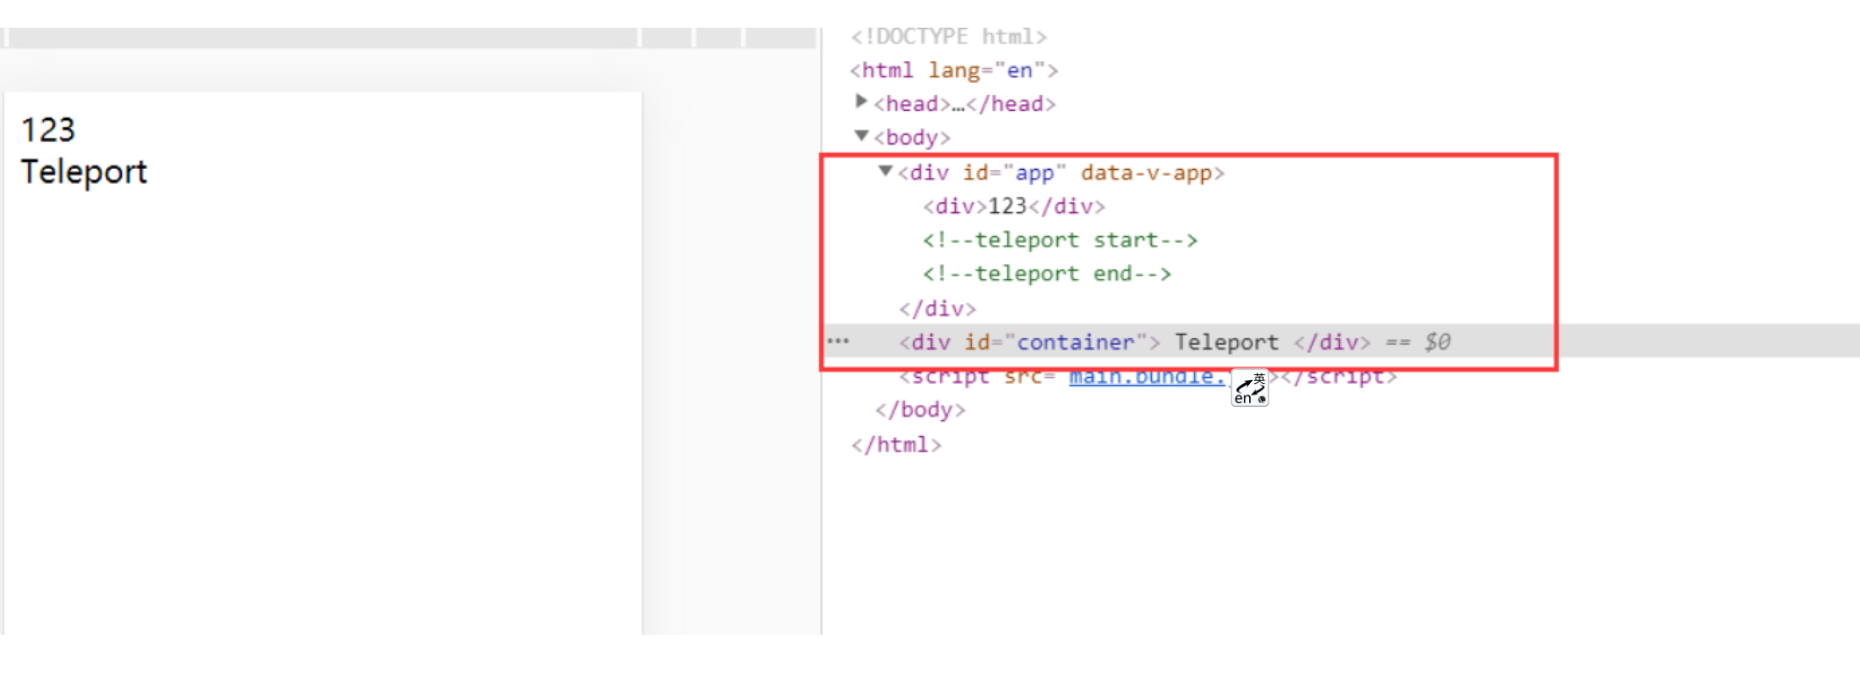 123
Teleport
<!DOCTYPE html>
<html lang="en">
<head>…</head>
<body>
<div id="app" data-v-app>
<div>123</div>
<!--teleport start-->
<!--teleport end-->
</div>
<div id="container"> Teleport </div> == $0
<script src= main.bundle. ></script>
英
en
</body>
</html>